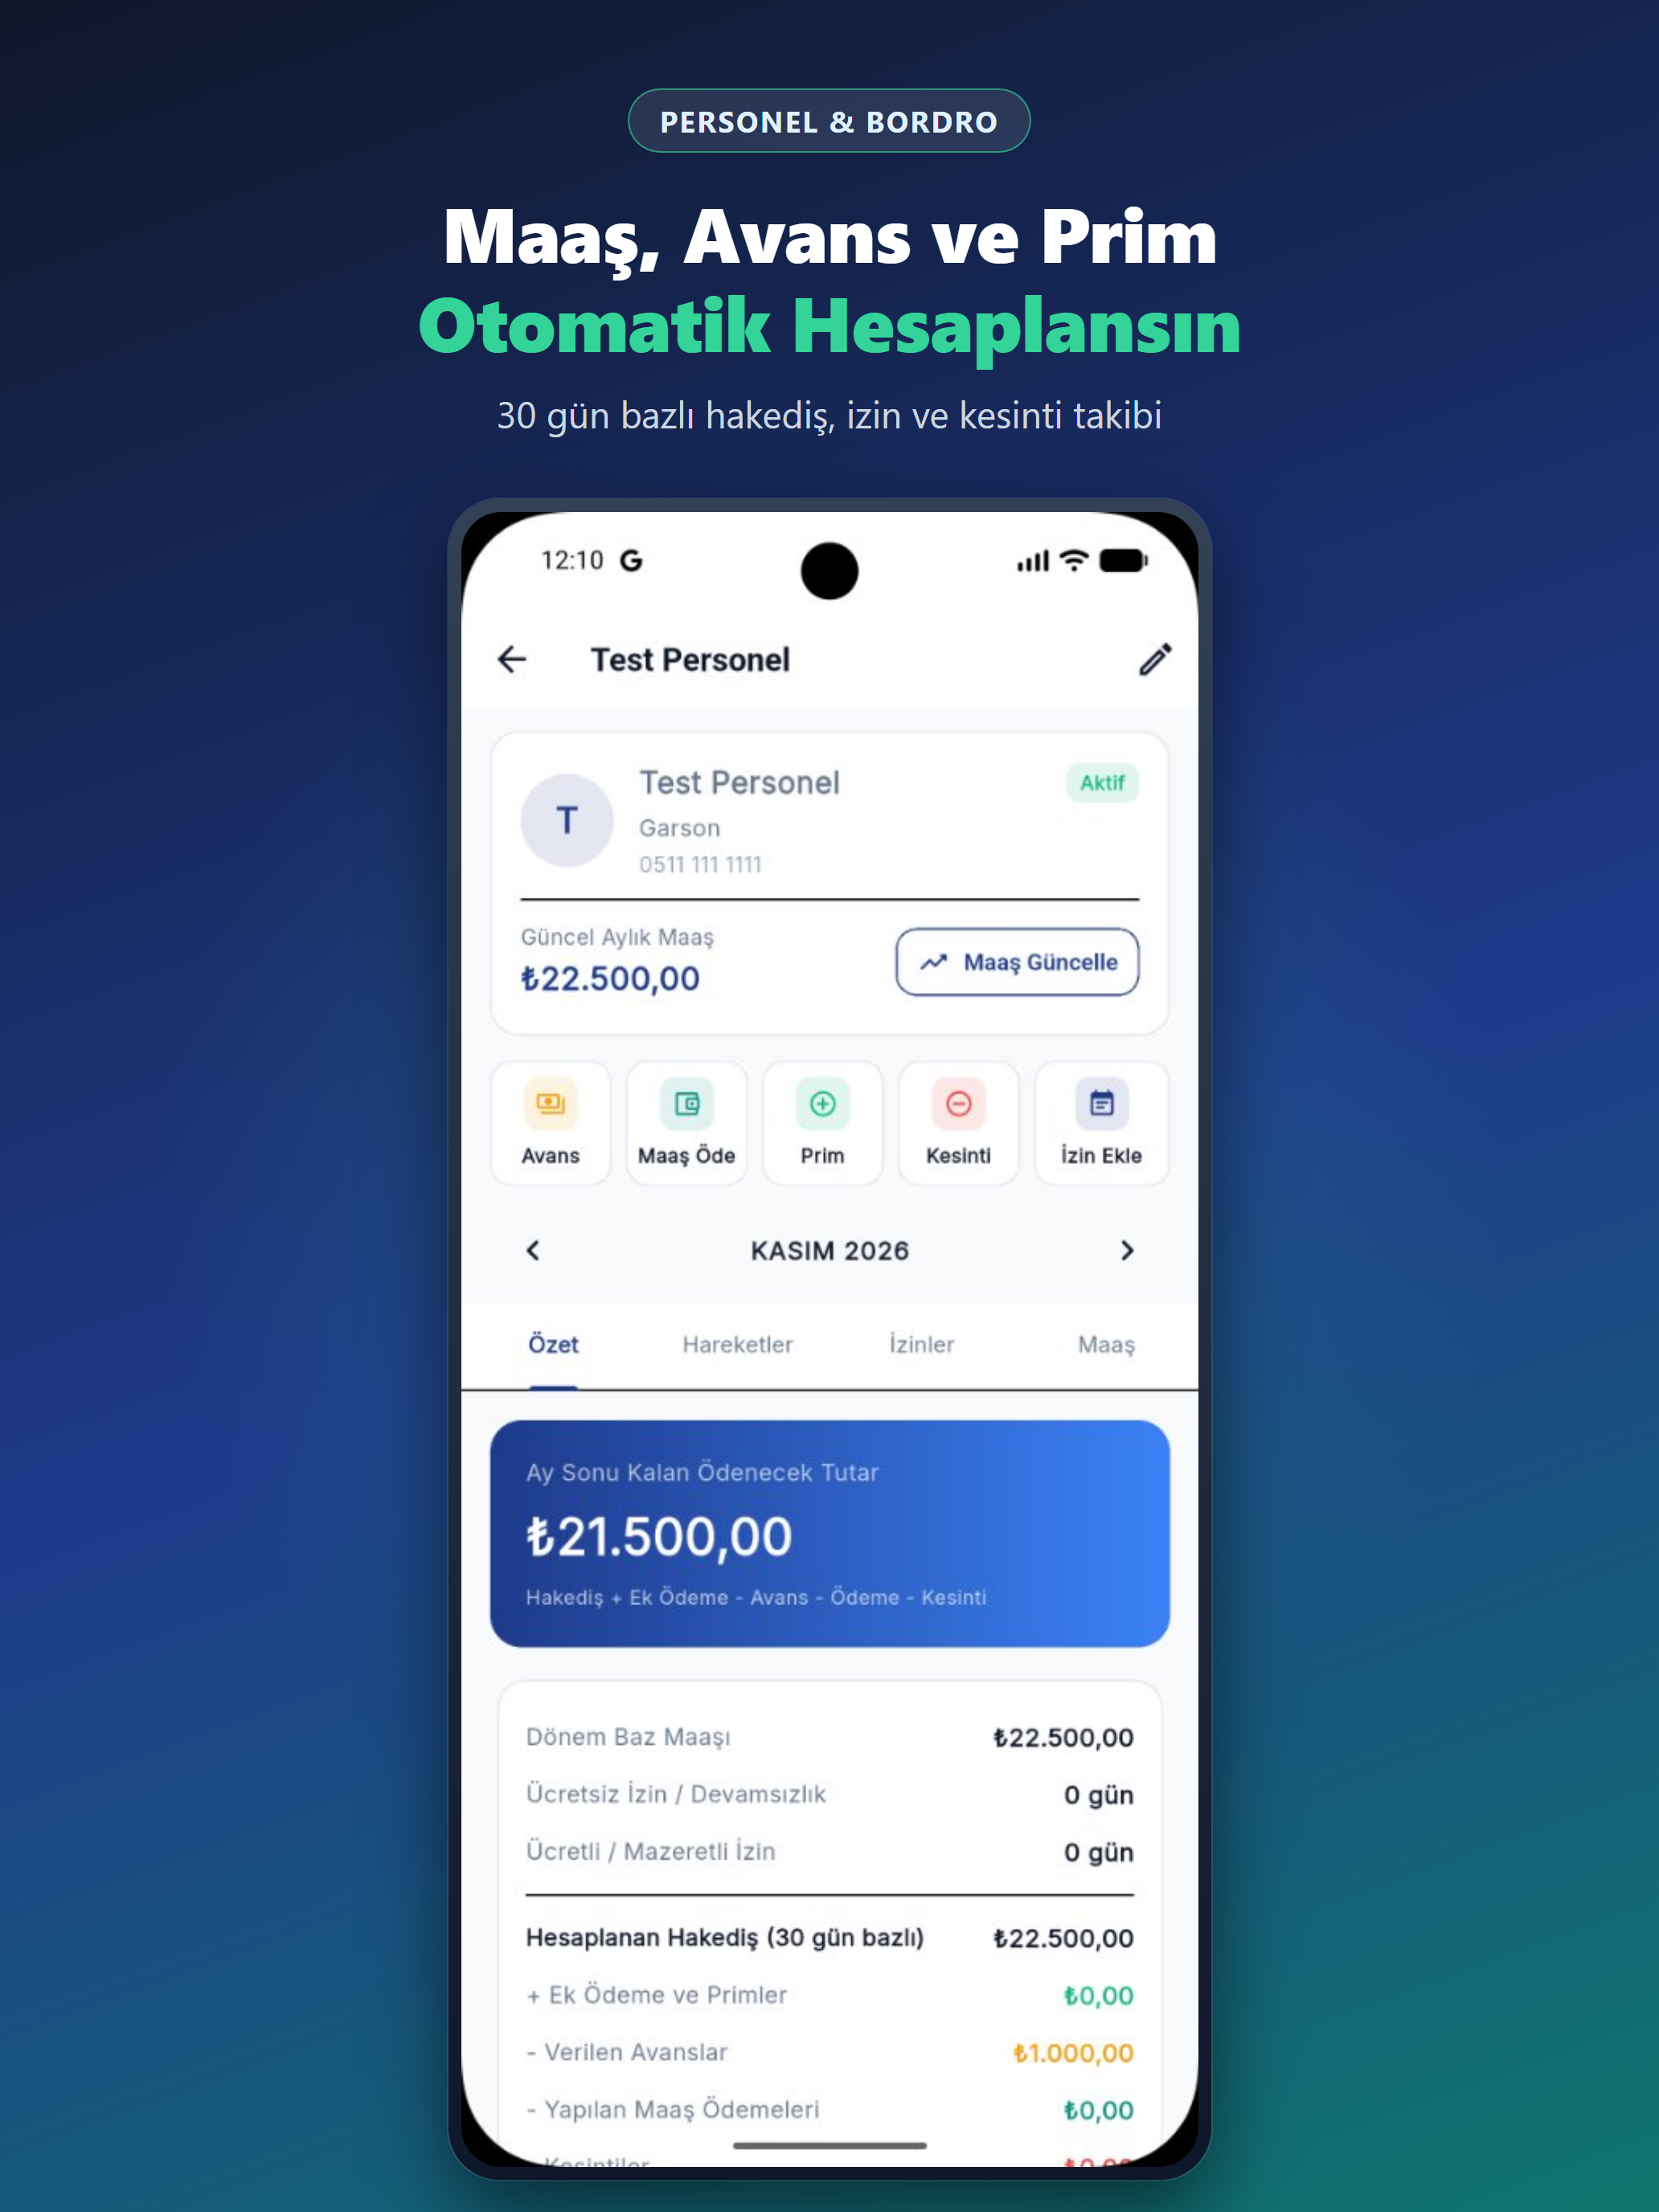 PERSONEL & BORDRO
Maaş, Avans ve Prim
Otomatik Hesaplansın
30 gün bazlı hakediş, izin ve kesinti takibi
12:10 G
Test Personel
Test Personel
Aktif
T
Garson
0511 111 1111
Güncel Aylık Maaş
₺22.500,00
Maaş Güncelle
Avans Maaş Öde Prim Kesinti İzin Ekle
KASIM 2026
Özet Hareketler İzinler Maaş
Ay Sonu Kalan Ödenecek Tutar
₺21.500,00
Hakediş + Ek Ödeme - Avans - Ödeme - Kesinti
Dönem Baz Maaşı ₺22.500,00
Ücretsiz İzin / Devamsızlık 0 gün
Ücretli / Mazeretli İzin 0 gün
Hesaplanan Hakediş (30 gün bazlı) ₺22.500,00
+ Ek Ödeme ve Primler ₺0,00
- Verilen Avanslar ₺1.000,00
- Yapılan Maaş Ödemeleri ₺0,00
Kesintiler ₺0,00